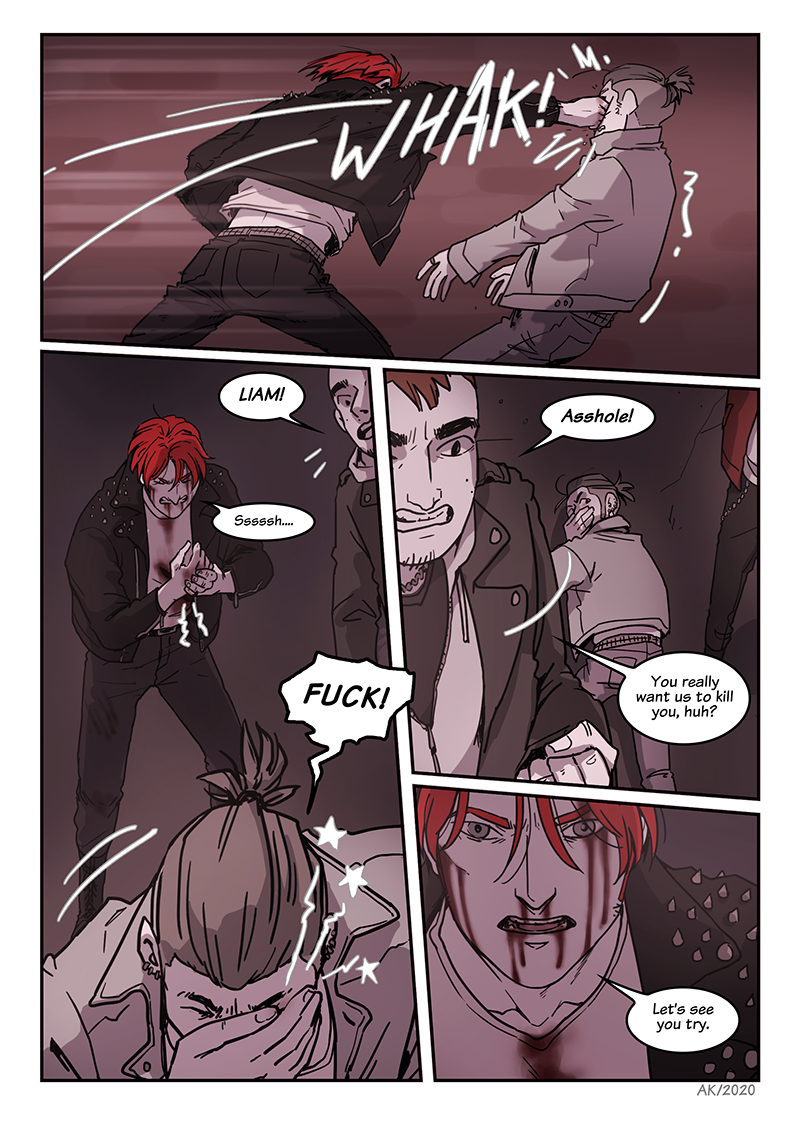 WHAK!
LIAM!
Sssssh....
FUCK!
Asshole!
You really
want us to kill
you, huh?
Let's see
you try.
AK/2020